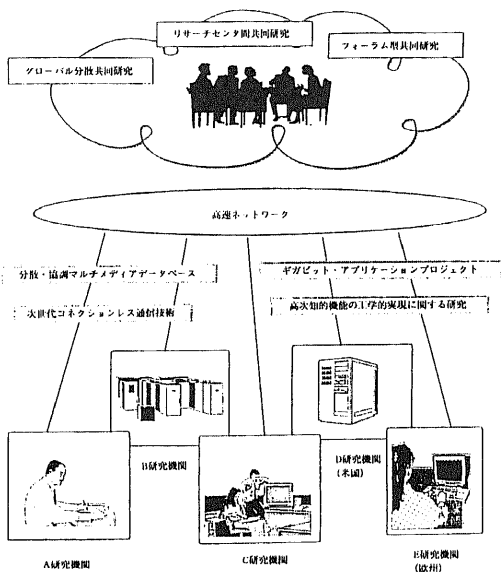 リサーチセンタ間共同研究
フォーラム型共同研究
グローバル分散共同研究
高速ネットワーク
分散・協調マルチメディアデータベース
ギガビット・アプリケーションプロジェクト
次世代コネクションレス通信技術
高次知的機能の工学的実現に関する研究
B研究機関
D研究機関
(米国)
A研究機関
C研究機関
E研究機関
(欧州)